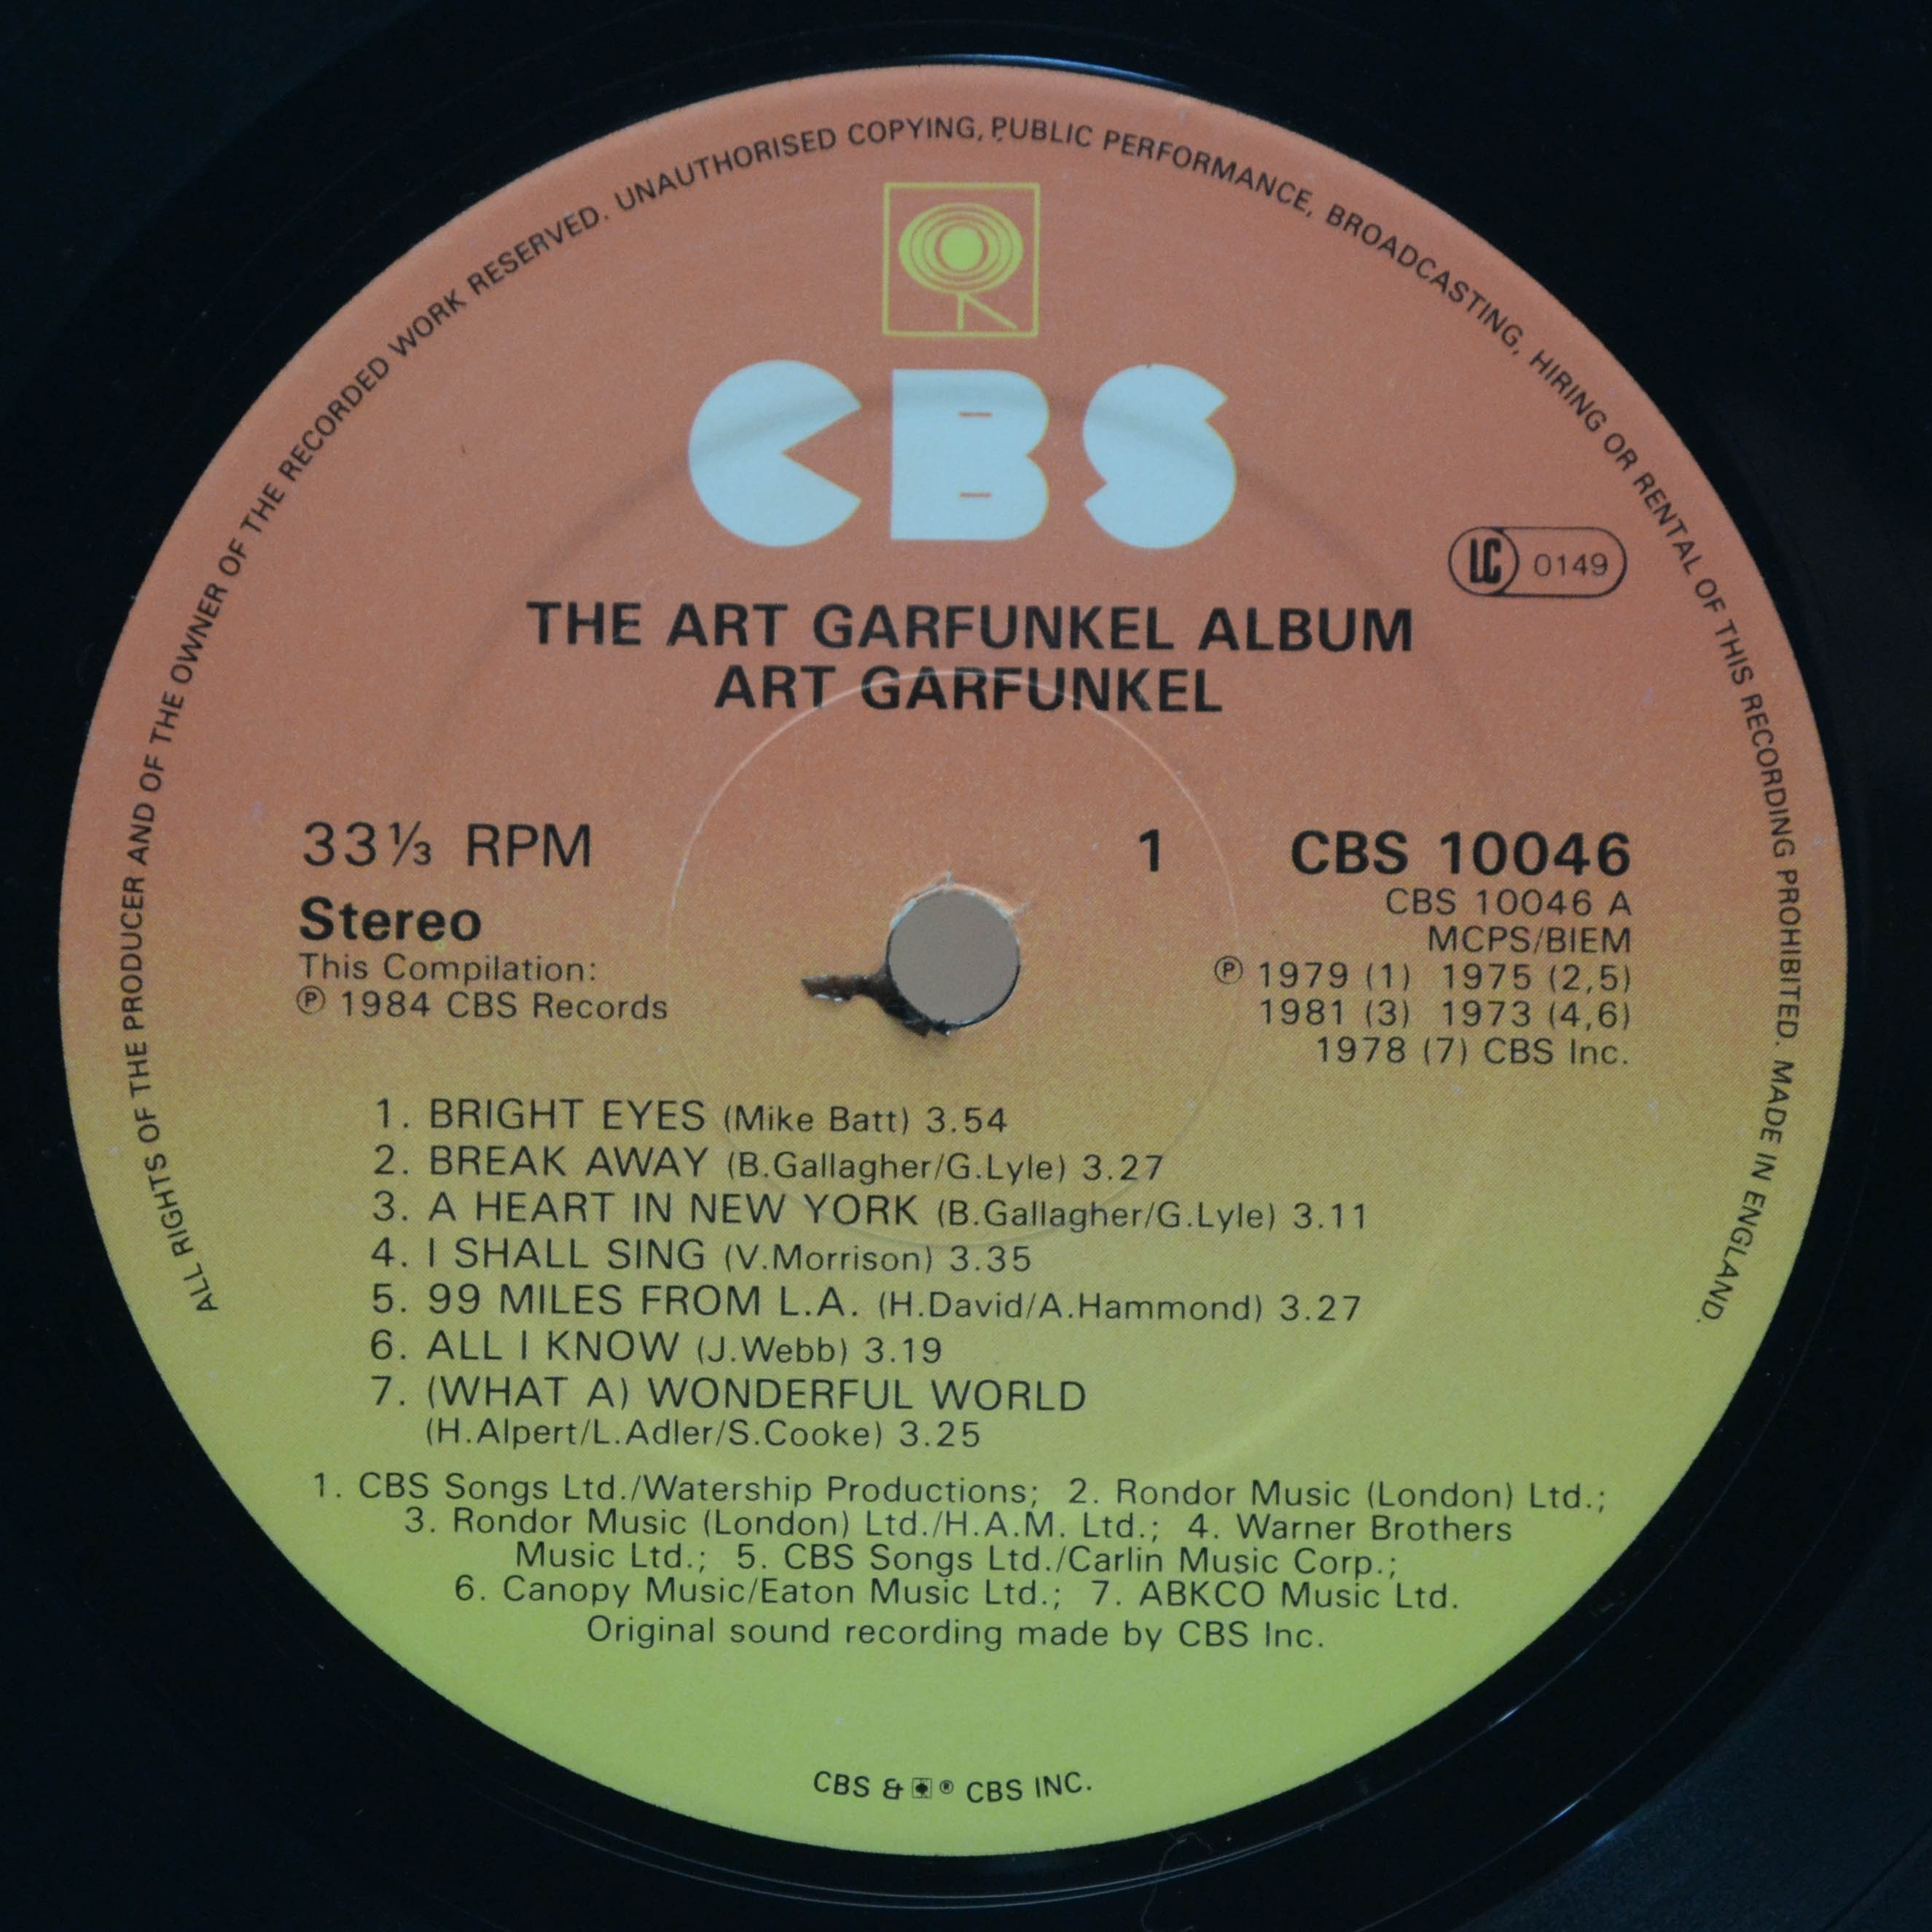 ALL RIGHTS OF THE PRODUCER AND OF THE OWNER OF THE RECORDED WORK RESERVED. UNAUTHORISED COPYING, PUBLIC PERFORMANCE, BROADCASTING, HIRING OR RENTAL OF THIS RECORDING PROHIBITED. MADE IN ENGLAND.
CBS
LC 0149
THE ART GARFUNKEL ALBUM
ART GARFUNKEL
33⅓ RPM
Stereo
This Compilation:
℗ 1984 CBS Records
1 CBS 10046
CBS 10046 A
MCPS/BIEM
℗ 1979 (1) 1975 (2,5)
1981 (3) 1973 (4,6)
1978 (7) CBS Inc.
1. BRIGHT EYES (Mike Batt) 3.54
2. BREAK AWAY (B.Gallagher/G.Lyle) 3.27
3. A HEART IN NEW YORK (B.Gallagher/G.Lyle) 3.11
4. I SHALL SING (V.Morrison) 3.35
5. 99 MILES FROM L.A. (H.David/A.Hammond) 3.27
6. ALL I KNOW (J.Webb) 3.19
7. (WHAT A) WONDERFUL WORLD
(H.Alpert/L.Adler/S.Cooke) 3.25
1. CBS Songs Ltd./Watership Productions; 2. Rondor Music (London) Ltd.;
3. Rondor Music (London) Ltd./H.A.M. Ltd.; 4. Warner Brothers
Music Ltd.; 5. CBS Songs Ltd./Carlin Music Corp.;
6. Canopy Music/Eaton Music Ltd.; 7. ABKCO Music Ltd.
Original sound recording made by CBS Inc.
CBS & ® CBS INC.